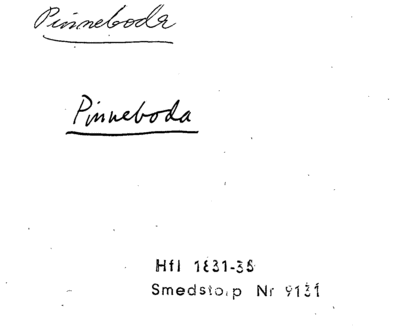 Pinneboda
Pinneboda
Hfl 1831-35
Smedstorp Nr 9131